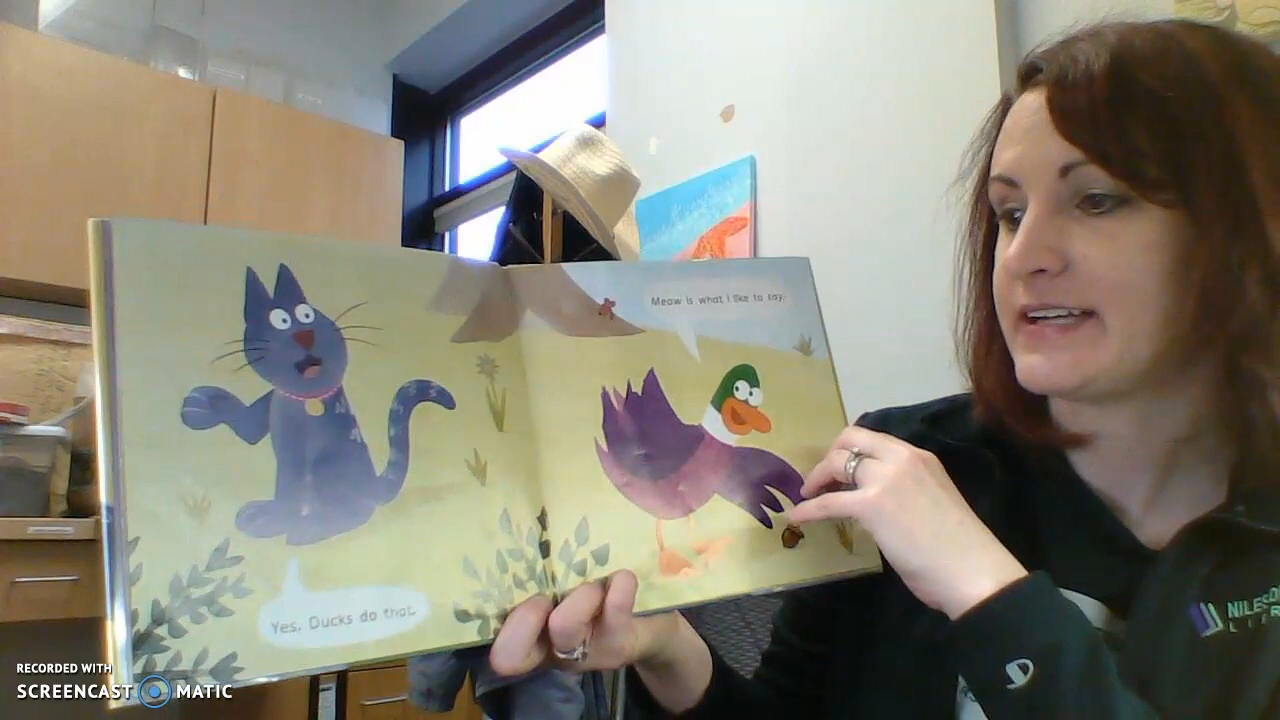 Meow is what I like to say.
Yes. Ducks do that.
RECORDED WITH
SCREENCAST MATIC